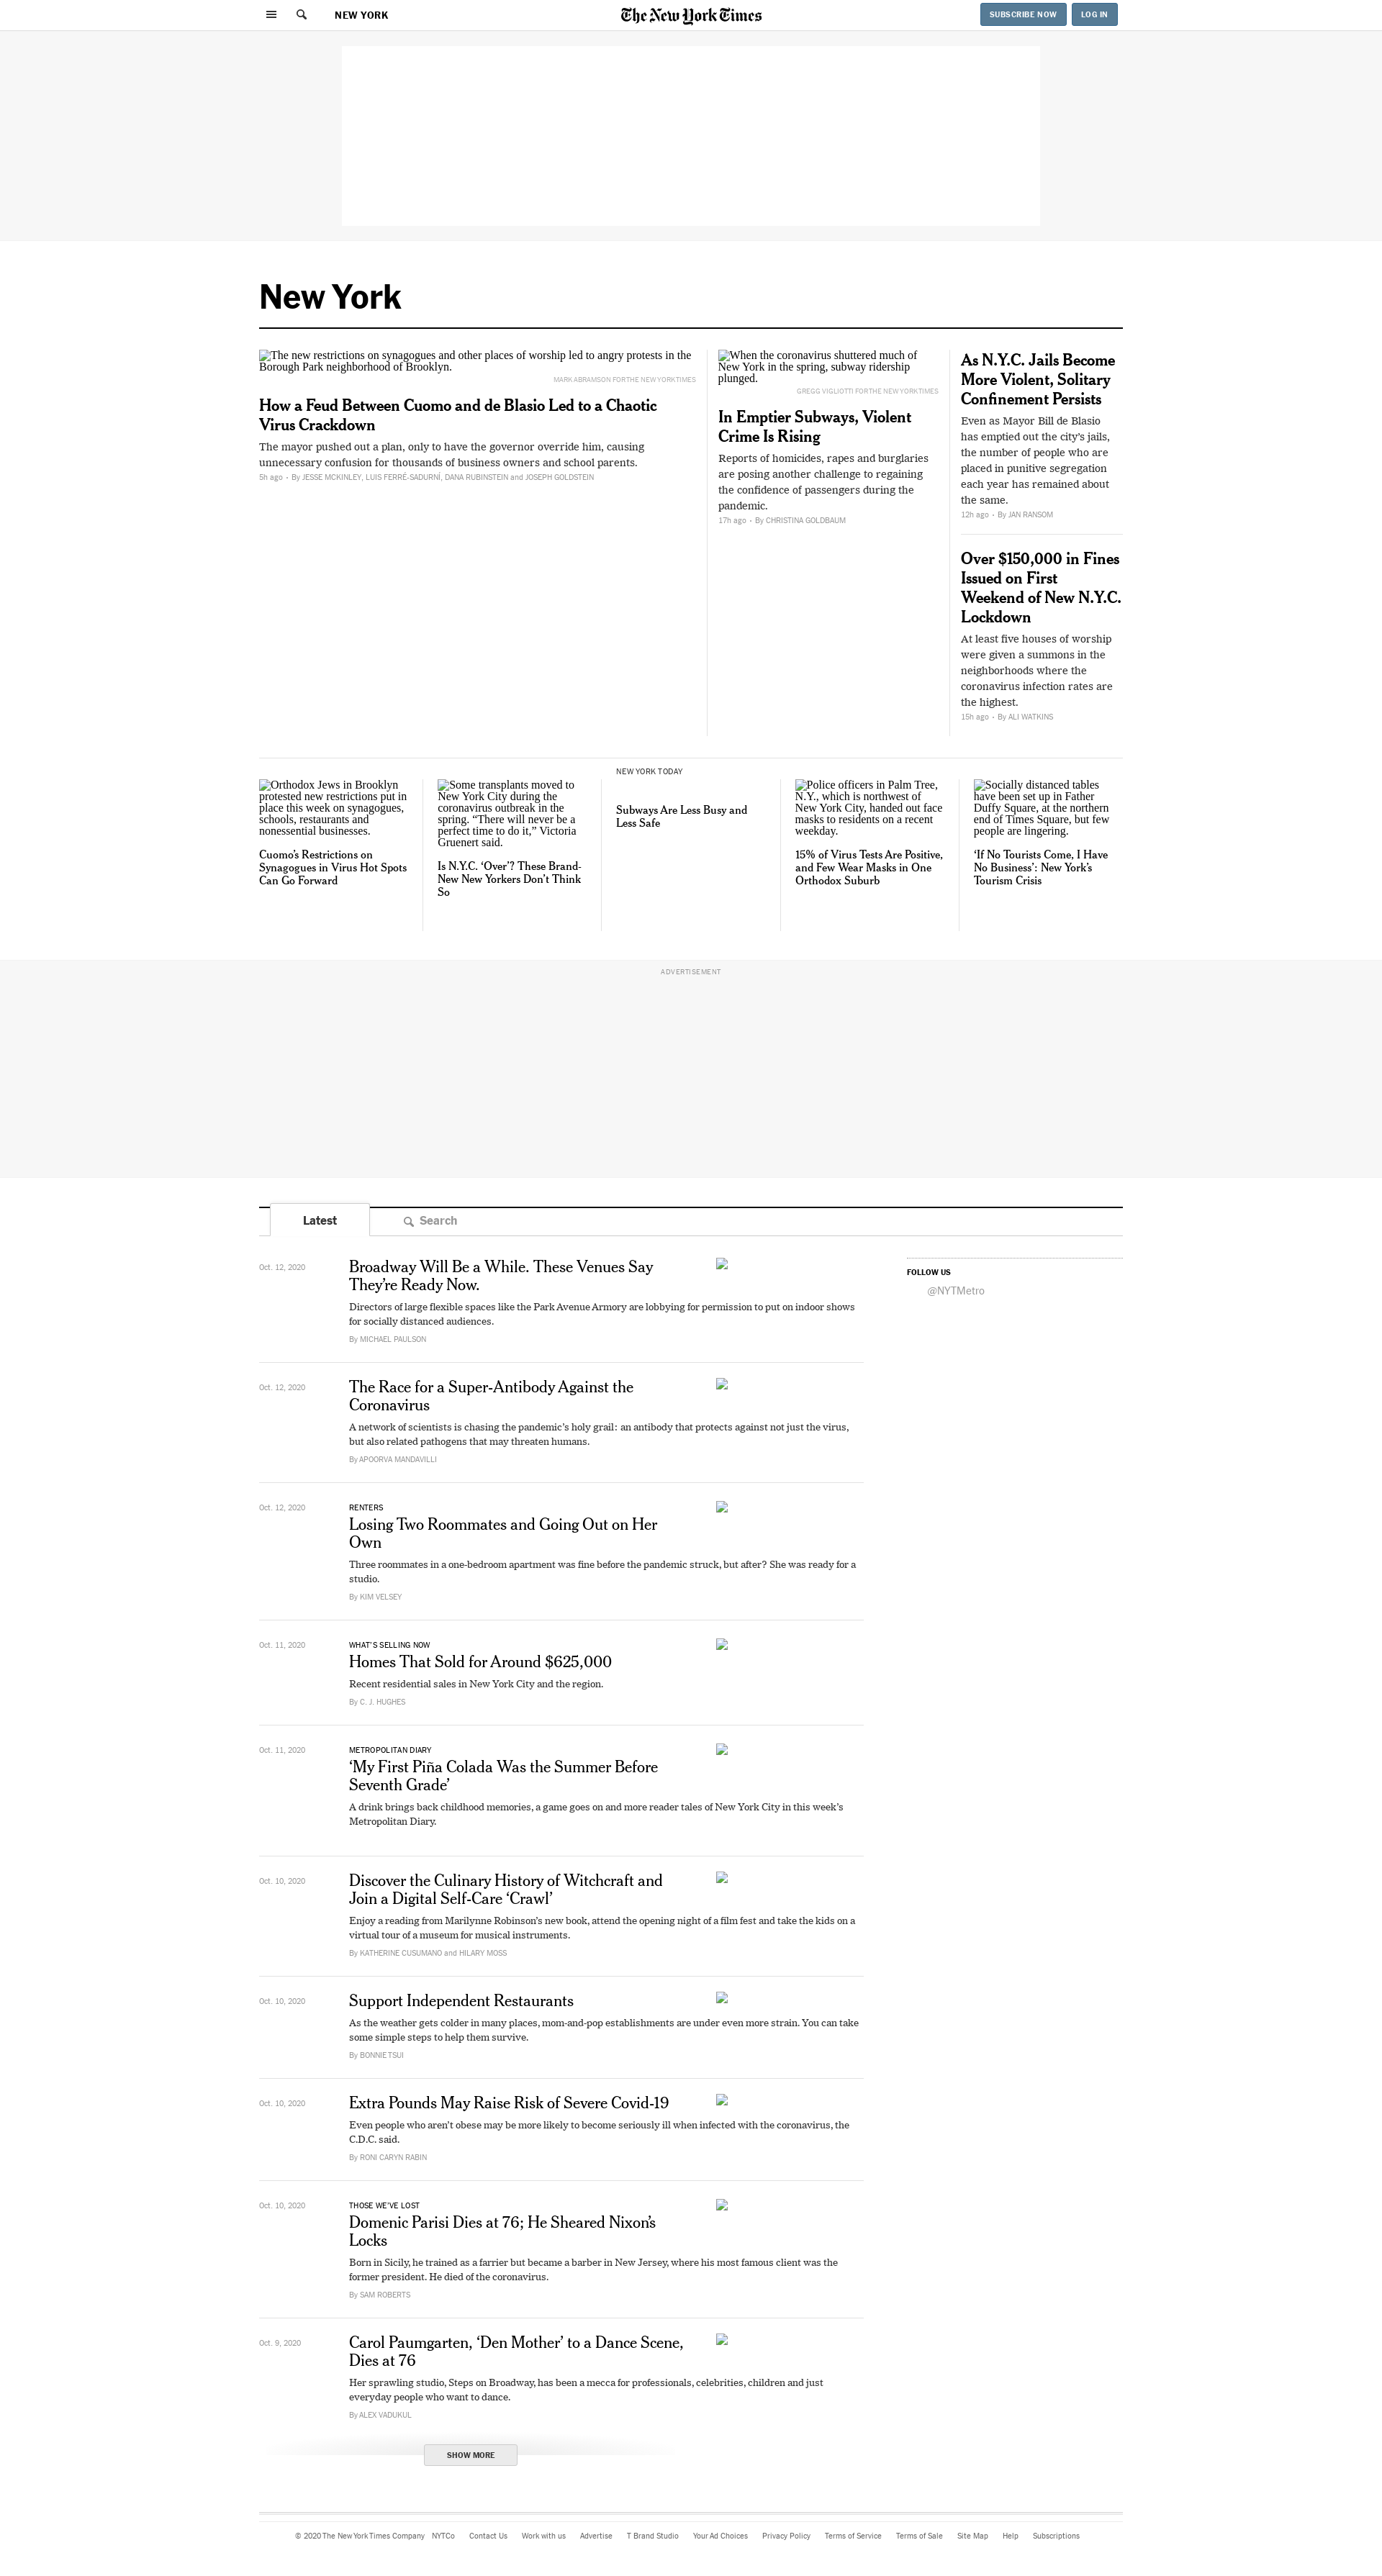 NEW YORK
The New York Times
SUBSCRIBE NOW
LOG IN
New York
The new restrictions on synagogues and other places of worship led to angry protests in the
Borough Park neighborhood of Brooklyn.
MARK ABRAMSON FOR THE NEW YORK TIMES
How a Feud Between Cuomo and de Blasio Led to a Chaotic
Virus Crackdown
The mayor pushed out a plan, only to have the governor override him, causing
unnecessary confusion for thousands of business owners and school parents.
5h ago • By JESSE MCKINLEY, LUIS FERRÉ-SADURNÍ, DANA RUBINSTEIN and JOSEPH GOLDSTEIN
When the coronavirus shuttered much of
New York in the spring, subway ridership
plunged.
GREGG VIGLIOTTI FOR THE NEW YORK TIMES
In Emptier Subways, Violent
Crime Is Rising
Reports of homicides, rapes and burglaries
are posing another challenge to regaining
the confidence of passengers during the
pandemic.
17h ago • By CHRISTINA GOLDBAUM
As N.Y.C. Jails Become
More Violent, Solitary
Confinement Persists
Even as Mayor Bill de Blasio
has emptied out the city’s jails,
the number of people who are
placed in punitive segregation
each year has remained about
the same.
12h ago • By JAN RANSOM
Over $150,000 in Fines
Issued on First
Weekend of New N.Y.C.
Lockdown
At least five houses of worship
were given a summons in the
neighborhoods where the
coronavirus infection rates are
the highest.
15h ago • By ALI WATKINS
Orthodox Jews in Brooklyn
protested new restrictions put in
place this week on synagogues,
schools, restaurants and
nonessential businesses.
Cuomo’s Restrictions on
Synagogues in Virus Hot Spots
Can Go Forward
Some transplants moved to
New York City during the
coronavirus outbreak in the
spring. “There will never be a
perfect time to do it,” Victoria
Gruenert said.
Is N.Y.C. ‘Over’? These Brand-
New New Yorkers Don’t Think
So
NEW YORK TODAY
Subways Are Less Busy and
Less Safe
Police officers in Palm Tree,
N.Y., which is northwest of
New York City, handed out face
masks to residents on a recent
weekday.
15% of Virus Tests Are Positive,
and Few Wear Masks in One
Orthodox Suburb
Socially distanced tables
have been set up in Father
Duffy Square, at the northern
end of Times Square, but few
people are lingering.
‘If No Tourists Come, I Have
No Business’: New York’s
Tourism Crisis
ADVERTISEMENT
Latest
Search
Oct. 12, 2020
Broadway Will Be a While. These Venues Say
They’re Ready Now.
Directors of large flexible spaces like the Park Avenue Armory are lobbying for permission to put on indoor shows
for socially distanced audiences.
By MICHAEL PAULSON
FOLLOW US
@NYTMetro
Oct. 12, 2020
The Race for a Super-Antibody Against the
Coronavirus
A network of scientists is chasing the pandemic’s holy grail: an antibody that protects against not just the virus,
but also related pathogens that may threaten humans.
By APOORVA MANDAVILLI
Oct. 12, 2020
RENTERS
Losing Two Roommates and Going Out on Her
Own
Three roommates in a one-bedroom apartment was fine before the pandemic struck, but after? She was ready for a
studio.
By KIM VELSEY
Oct. 11, 2020
WHAT’S SELLING NOW
Homes That Sold for Around $625,000
Recent residential sales in New York City and the region.
By C. J. HUGHES
Oct. 11, 2020
METROPOLITAN DIARY
‘My First Piña Colada Was the Summer Before
Seventh Grade’
A drink brings back childhood memories, a game goes on and more reader tales of New York City in this week’s
Metropolitan Diary.
Oct. 10, 2020
Discover the Culinary History of Witchcraft and
Join a Digital Self-Care ‘Crawl’
Enjoy a reading from Marilynne Robinson’s new book, attend the opening night of a film fest and take the kids on a
virtual tour of a museum for musical instruments.
By KATHERINE CUSUMANO and HILARY MOSS
Oct. 10, 2020
Support Independent Restaurants
As the weather gets colder in many places, mom-and-pop establishments are under even more strain. You can take
some simple steps to help them survive.
By BONNIE TSUI
Oct. 10, 2020
Extra Pounds May Raise Risk of Severe Covid-19
Even people who aren’t obese may be more likely to become seriously ill when infected with the coronavirus, the
C.D.C. said.
By RONI CARYN RABIN
Oct. 10, 2020
THOSE WE’VE LOST
Domenic Parisi Dies at 76; He Sheared Nixon’s
Locks
Born in Sicily, he trained as a farrier but became a barber in New Jersey, where his most famous client was the
former president. He died of the coronavirus.
By SAM ROBERTS
Oct. 9, 2020
Carol Paumgarten, ‘Den Mother’ to a Dance Scene,
Dies at 76
Her sprawling studio, Steps on Broadway, has been a mecca for professionals, celebrities, children and just
everyday people who want to dance.
By ALEX VADUKUL
SHOW MORE
© 2020 The New York Times Company NYTCo Contact Us Work with us Advertise T Brand Studio Your Ad Choices Privacy Policy Terms of Service Terms of Sale Site Map Help Subscriptions